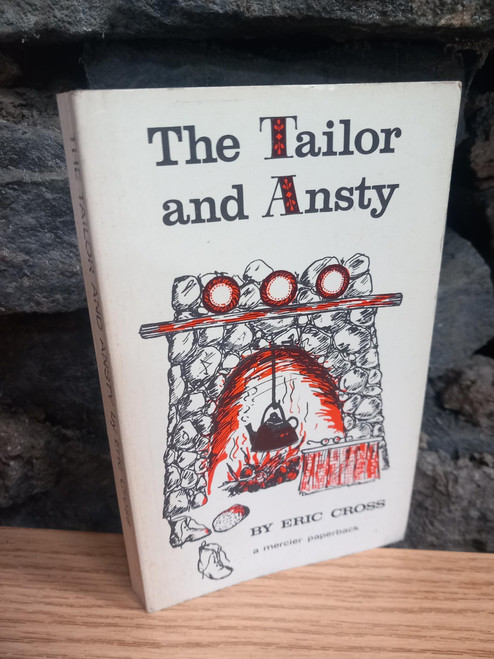 The Tailor
and Ansty
BY ERIC CROSS
a mercier paperback
THE TAILOR AND ANSTY By ERIC CROSS